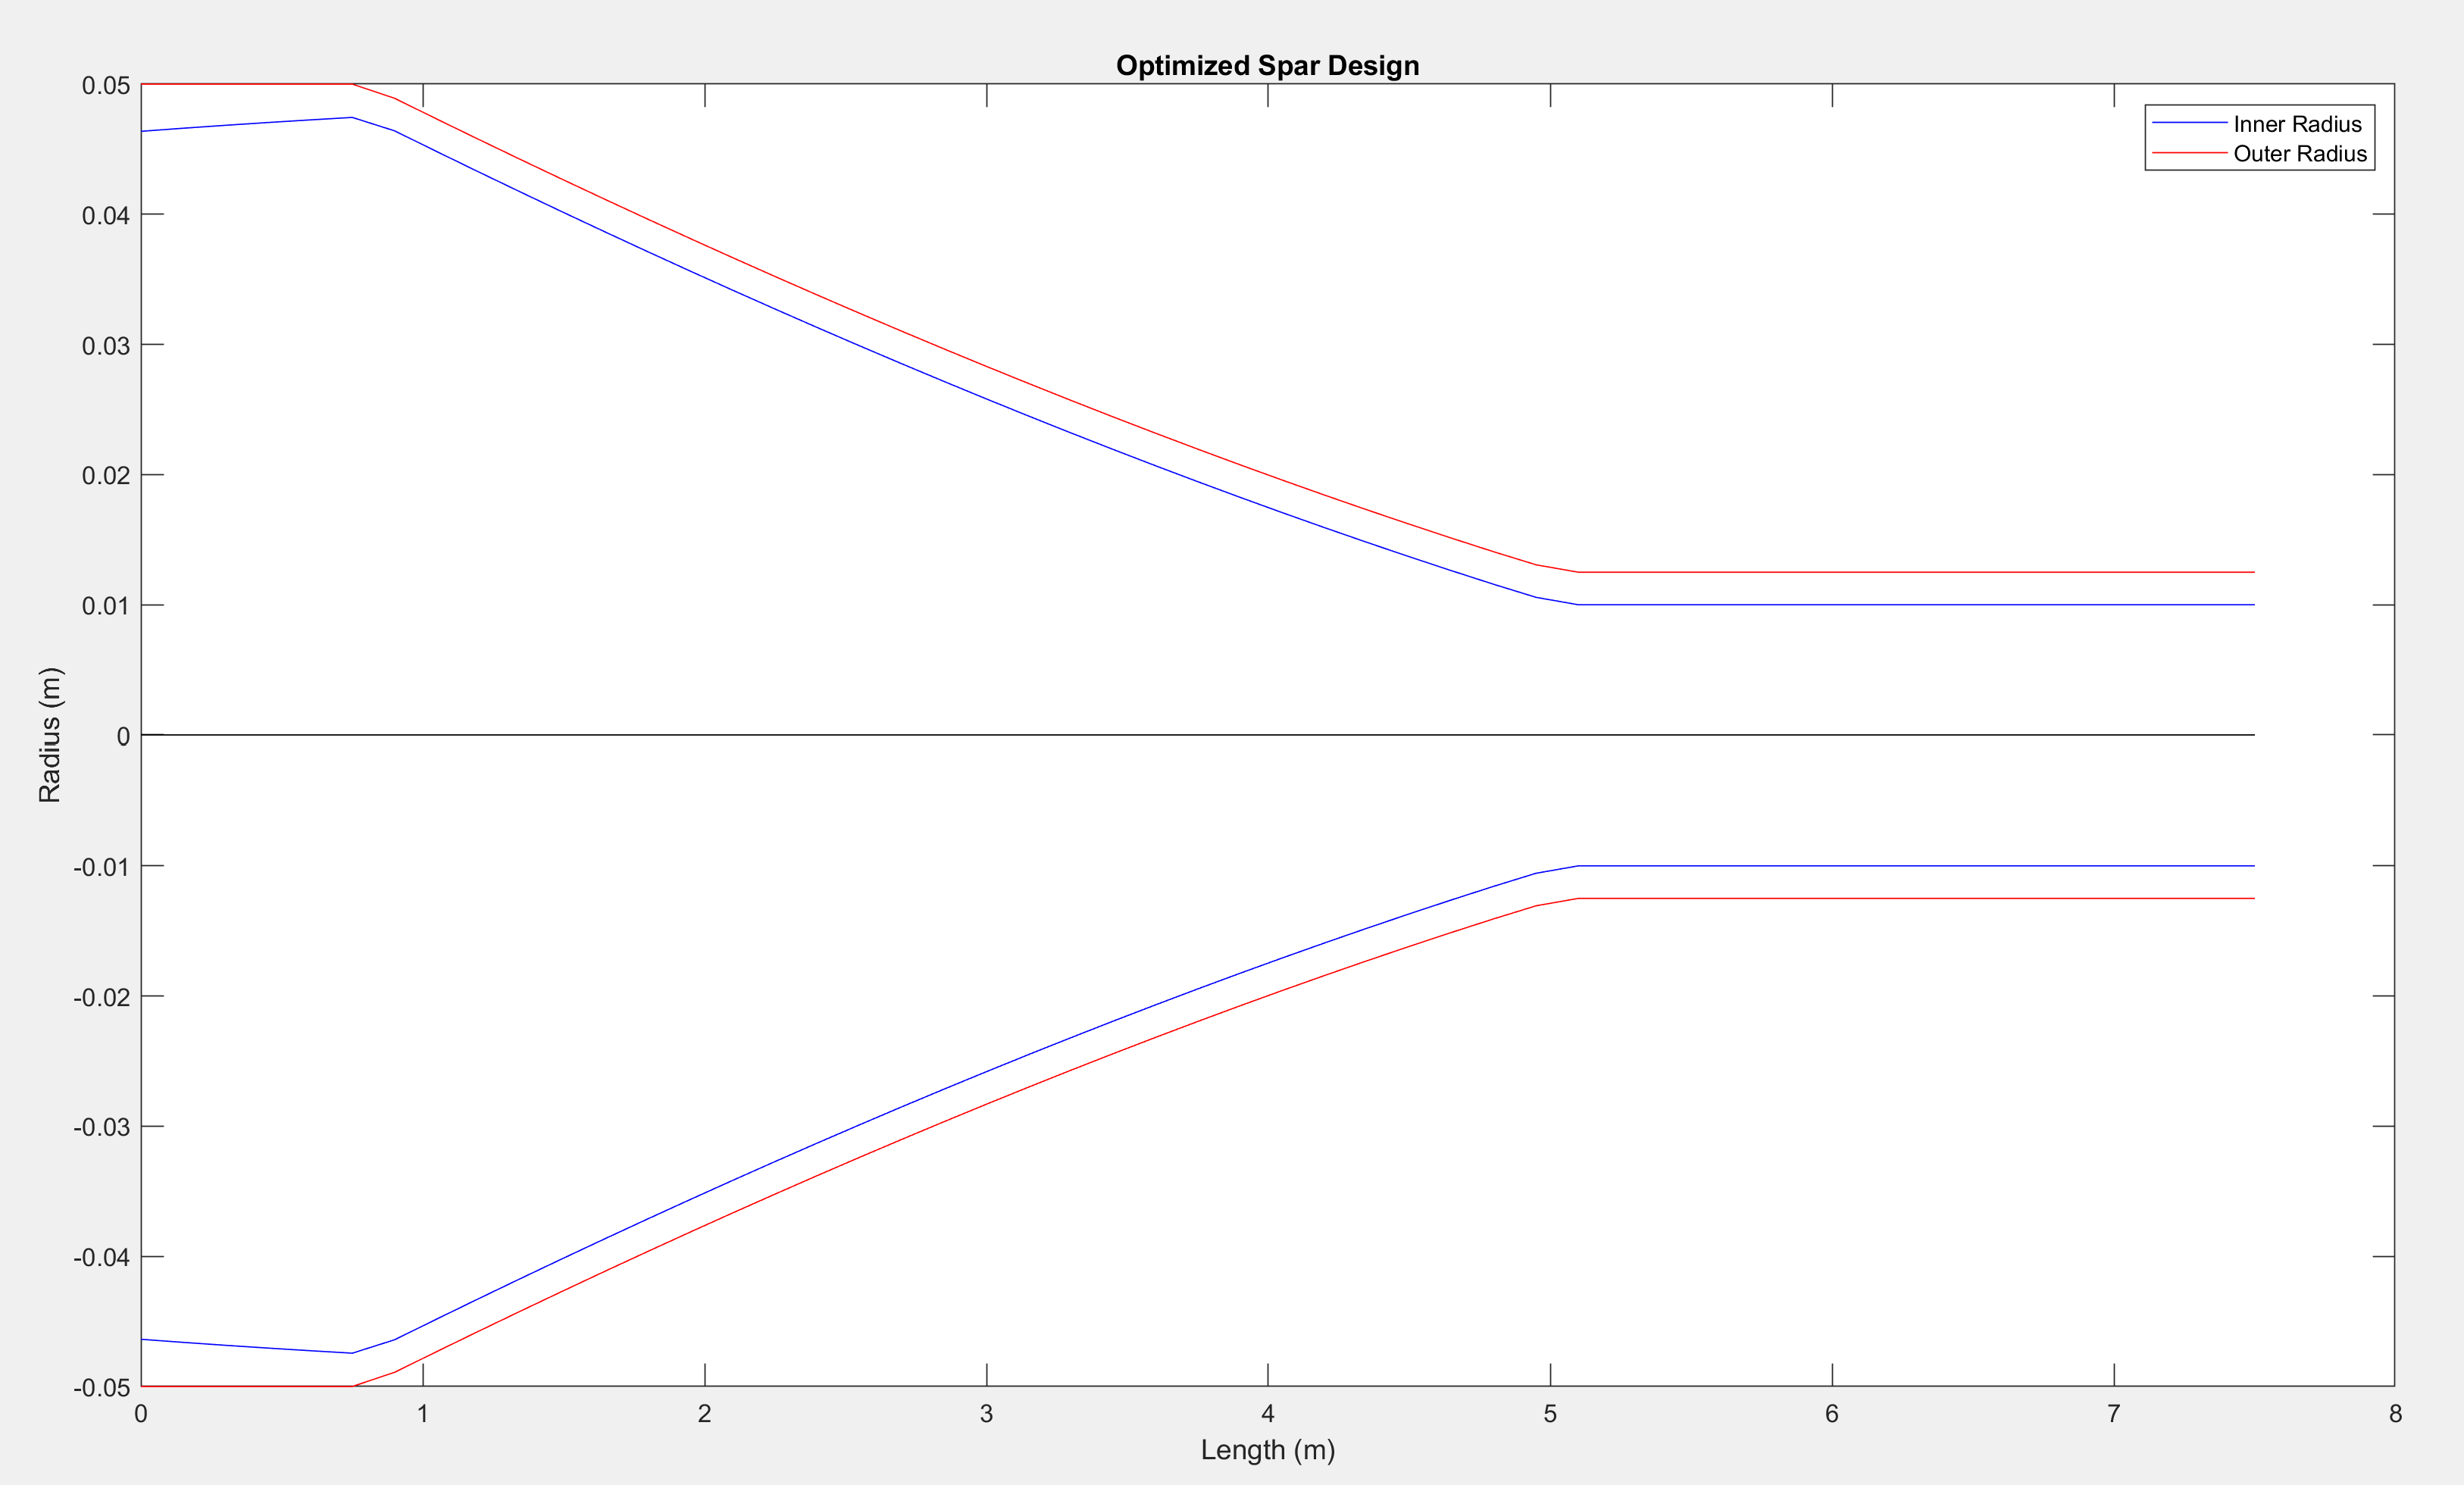 Optimized Spar Design
Inner Radius
Outer Radius
0.05
0.04
0.03
0.02
0.01
0
-0.01
-0.02
-0.03
-0.04
-0.05
Radius (m)
0 1 2 3 4 5 6 7 8
Length (m)